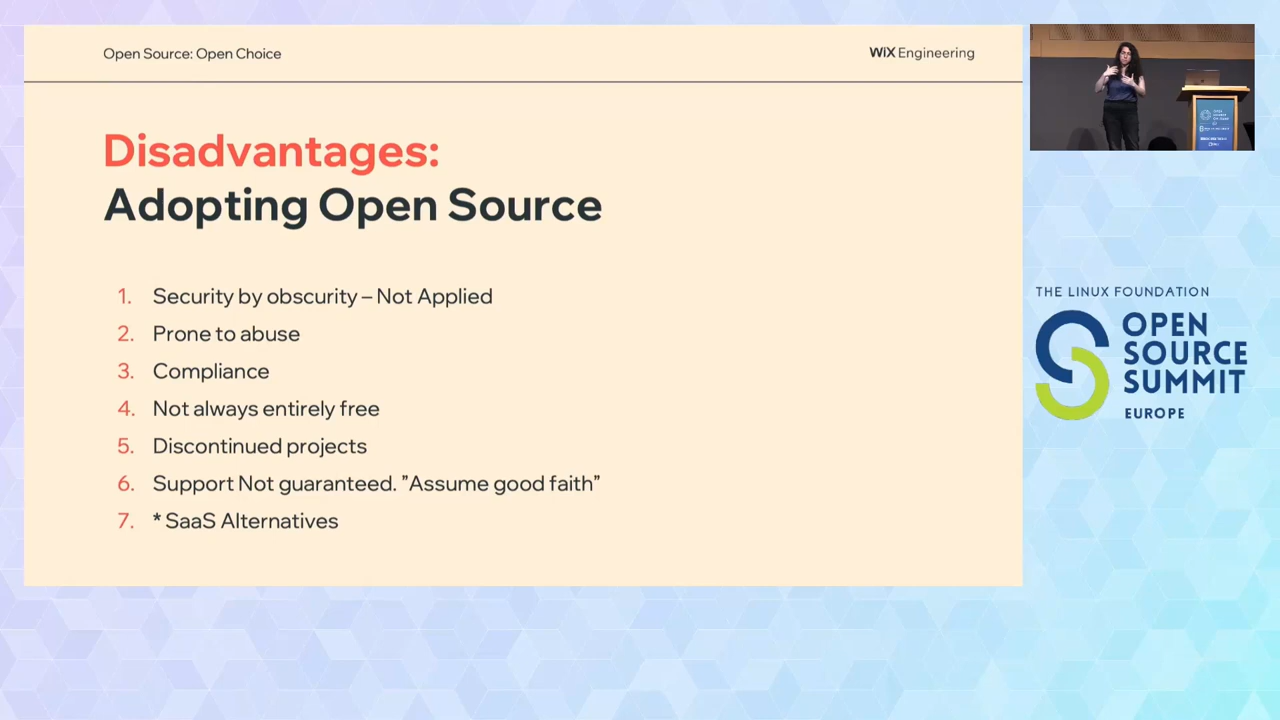 Open Source: Open Choice
WiX Engineering
Disadvantages:
Adopting Open Source
1. Security by obscurity – Not Applied
2. Prone to abuse
3. Compliance
4. Not always entirely free
5. Discontinued projects
6. Support Not guaranteed. ”Assume good faith”
7. * SaaS Alternatives
THE LINUX FOUNDATION
OPEN
SOURCE
SUMMIT
EUROPE